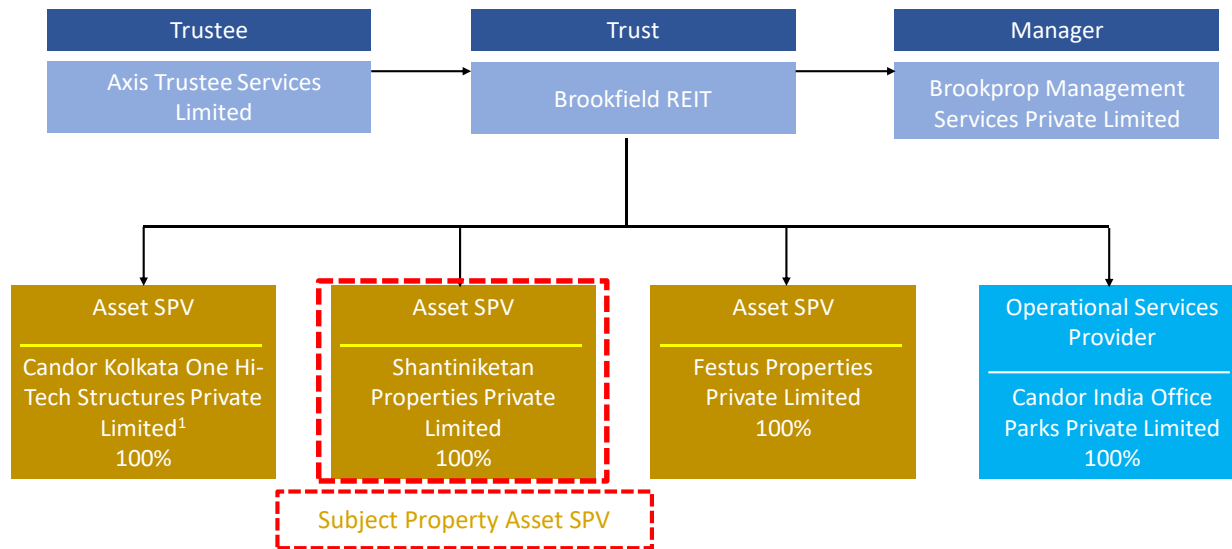 Trustee
Trust
Manager
Axis Trustee Services
Limited
Brookfield REIT
Brookprop Management
Services Private Limited
Asset SPV
Candor Kolkata One Hi-
Tech Structures Private
Limited¹
100%
Asset SPV
Shantiniketan
Properties Private
Limited
100%
Asset SPV
Festus Properties
Private Limited
100%
Operational Services
Provider
Candor India Office
Parks Private Limited
100%
Subject Property Asset SPV